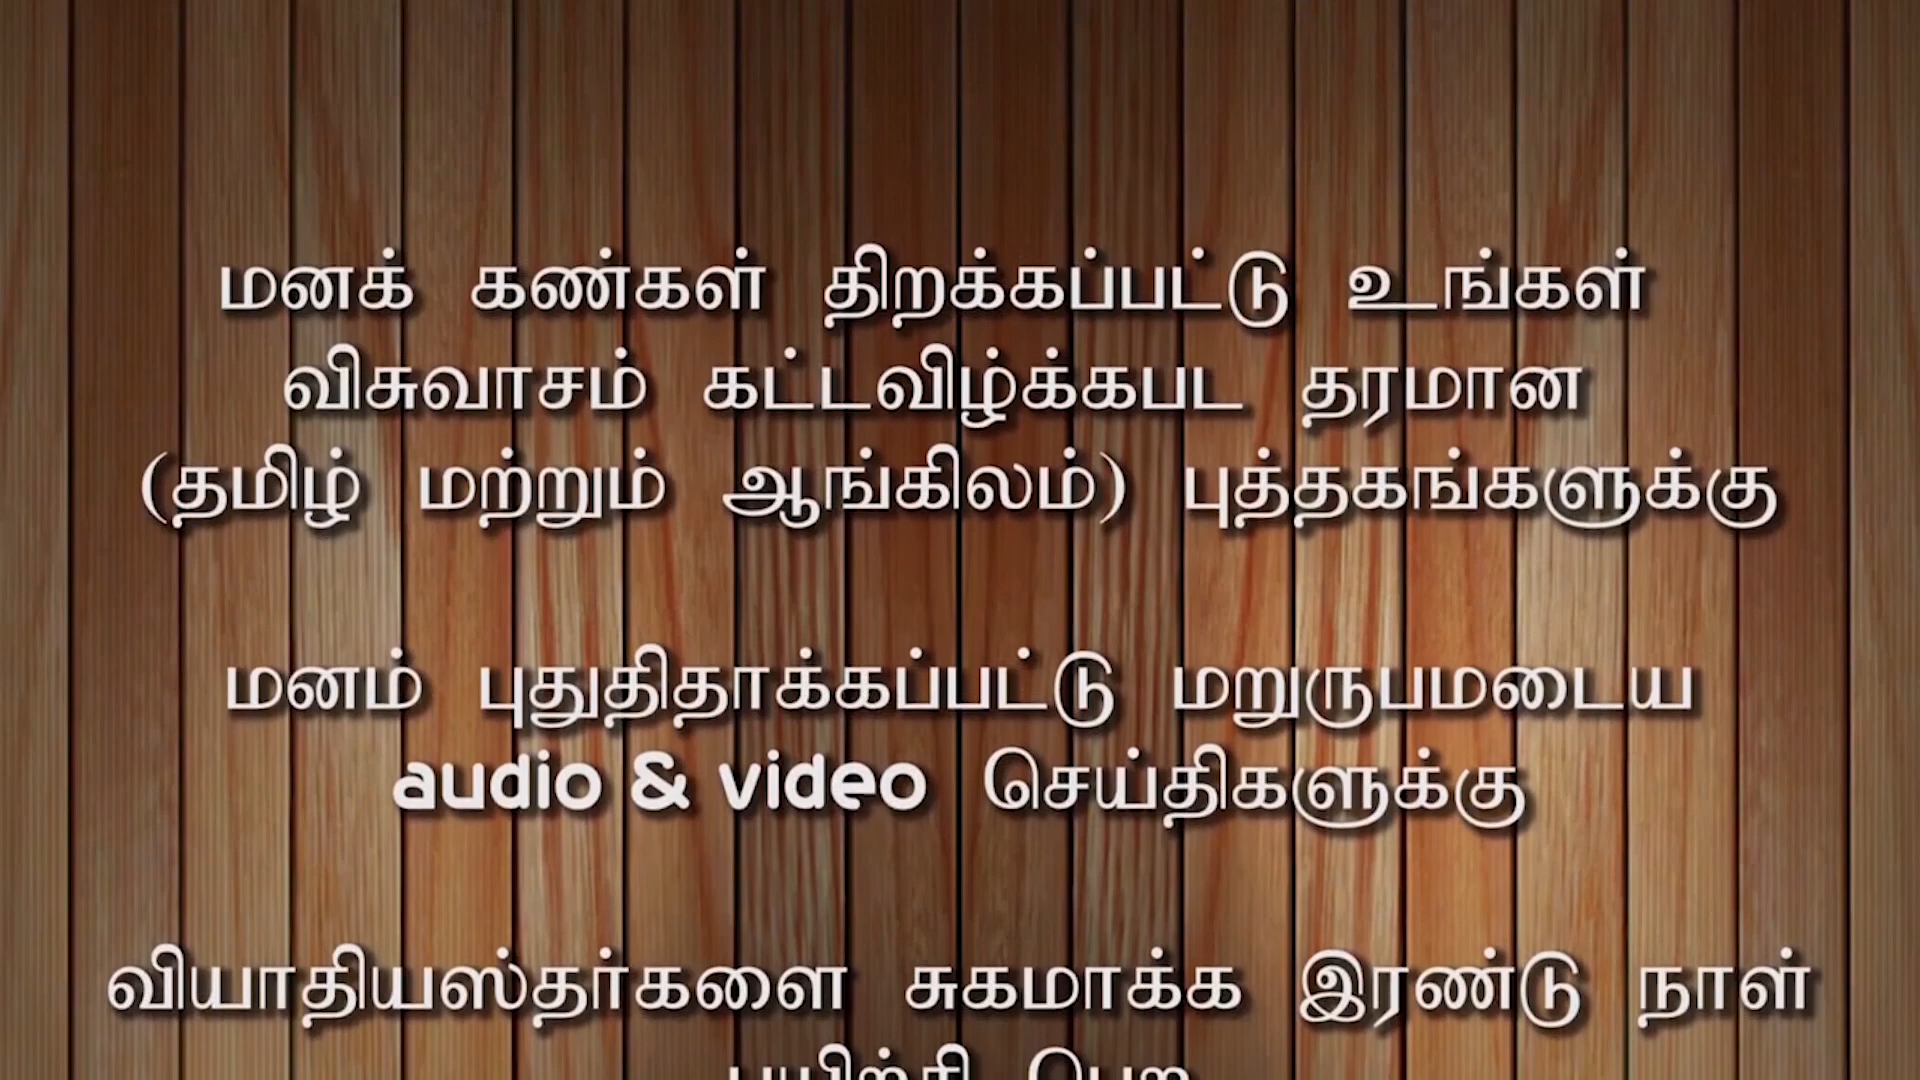 மனக் கண்கள் திறக்கப்பட்டு உங்கள்
விசுவாசம் கட்டவிழ்க்கபட தரமான
(தமிழ் மற்றும் ஆங்கிலம்) புத்தகங்களுக்கு
மனம் புதுதிதாக்கப்பட்டு மறுருபமடைய
audio & video செய்திகளுக்கு
வியாதியஸ்தர்களை சுகமாக்க இரண்டு நாள்
பயிற்சி பெற